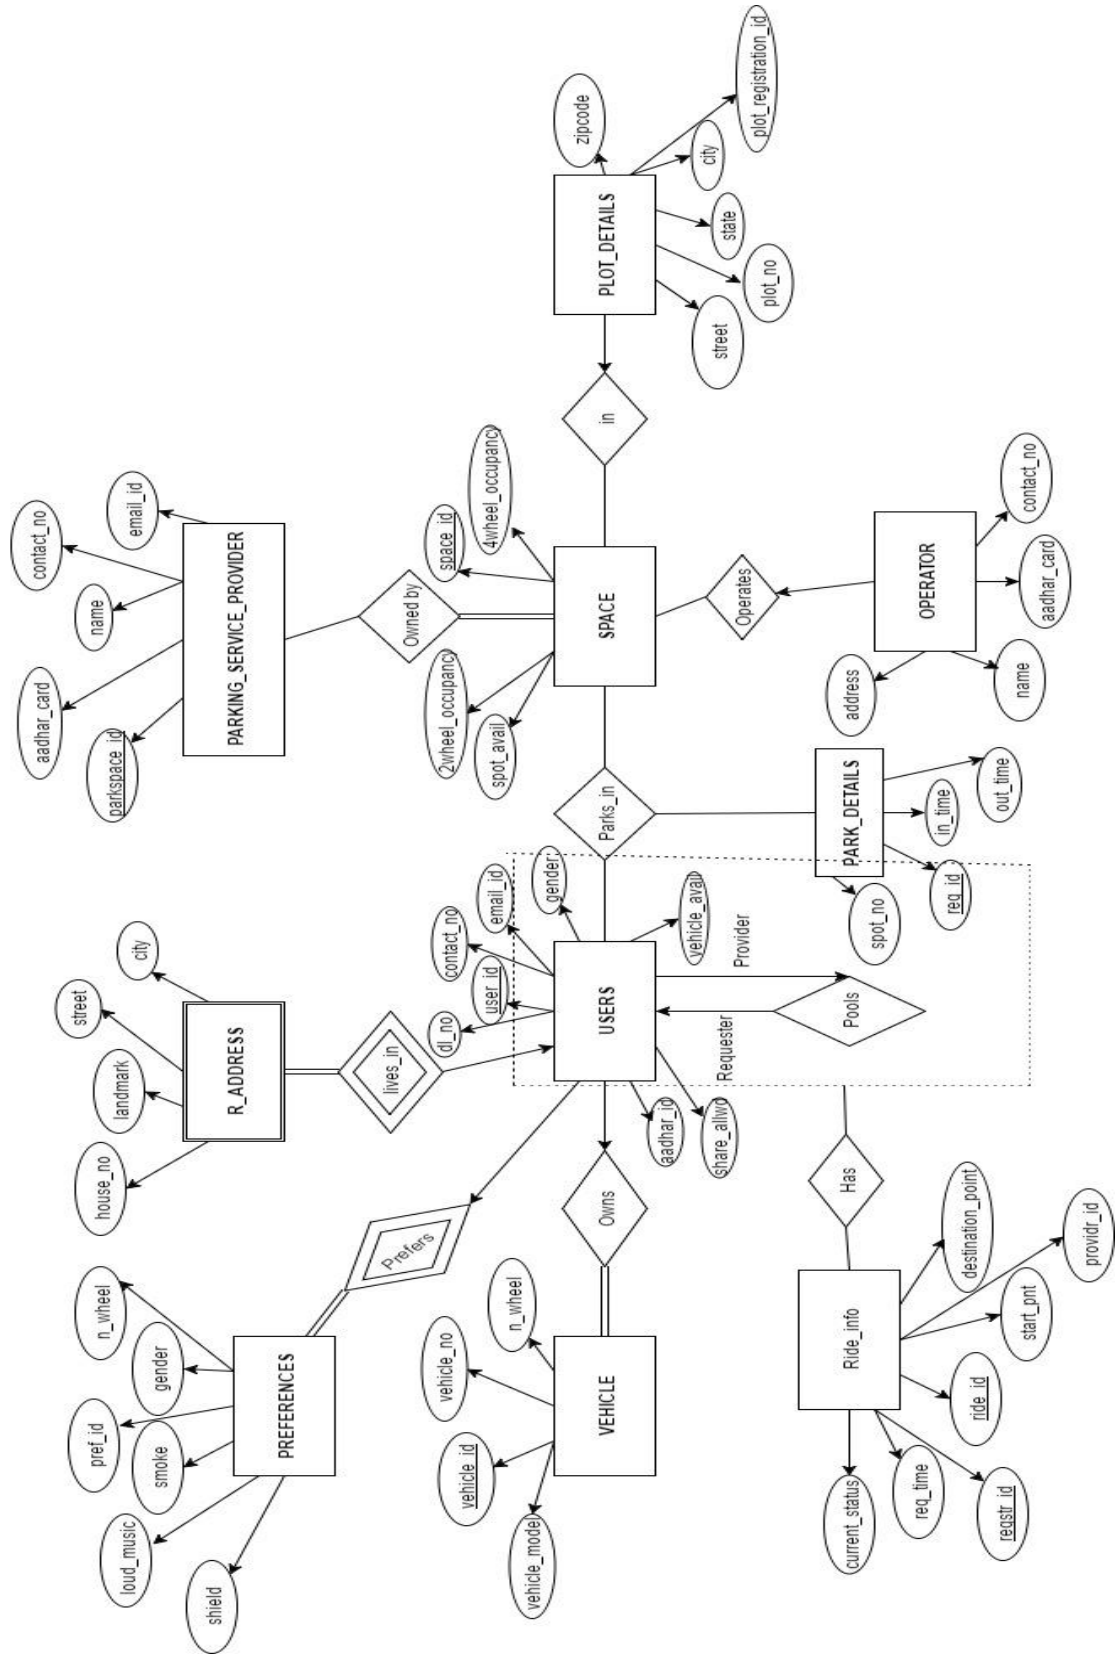 shield
loud_music
pref_id
smoke
gender
n_wheel
house_no
landmark
street
city
parkspace_id
aadhar_card
name
contact_no
email_id
PREFERENCES
R_ADDRESS
PARKING_SERVICE_PROVIDER
Prefers
lives_in
Owned by
vehicle_model
vehicle_id
vehicle_no
n_wheel
dl_no
user_id
contact_no
email_id
gender
spot_avail
2wheel_occupancy
space_id
4wheel_occupancy
zipcode
VEHICLE
Owns
USERS
Parks_in
SPACE
in
PLOT_DETAILS
aadhar_id
share_allwd
vehicle_avail
street
plot_no
state
city
plot_registration_id
Requester
Provider
Operates
Pools
Has
PARK_DETAILS
spot_no
req_id
in_time
out_time
address
OPERATOR
name
aadhar_card
contact_no
Ride_info
current_status
req_time
reqstr_id
ride_id
start_pnt
destination_point
providr_id